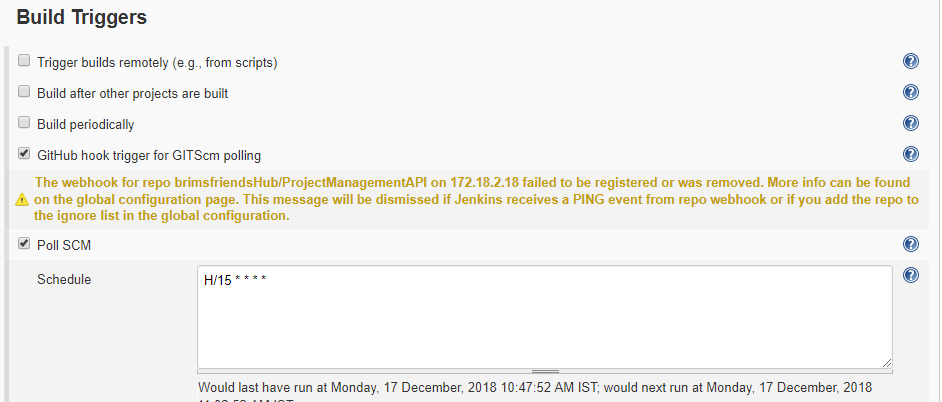 Build Triggers
Trigger builds remotely (e.g., from scripts)
Build after other projects are built
Build periodically
GitHub hook trigger for GITScm polling
The webhook for repo brimsfriendsHub/ProjectManagementAPI on 172.18.2.18 failed to be registered or was removed. More info can be found
on the global configuration page. This message will be dismissed if Jenkins receives a PING event from repo webhook or if you add the repo to
the ignore list in the global configuration.
Poll SCM
Schedule
H/15 * * * *
Would last have run at Monday, 17 December, 2018 10:47:52 AM IST; would next run at Monday, 17 December, 2018